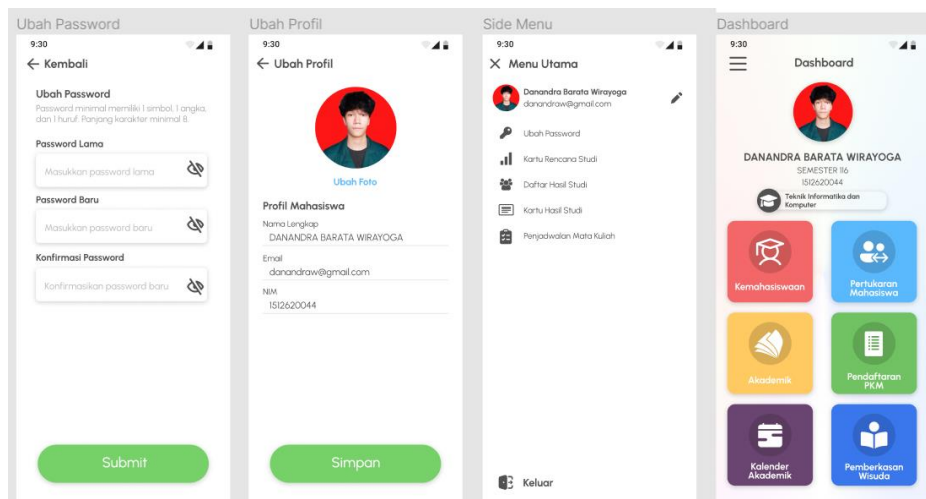 Ubah Password
9:30
Kembali
Ubah Password
Password minimal memiliki 1 simbol, 1 angka,
dan 1 huruf. Panjang karakter minimal 8.
Password Lama
Masukkan password lama
Password Baru
Masukkan password baru
Konfirmasi Password
Konfirmasikan password baru
Submit
Ubah Profil
9:30
Ubah Profil
Ubah Foto
Profil Mahasiswa
Nama Lengkap
DANANDRA BARATA WIRAYOGA
Email
danandraw@gmail.com
NIM
1512620044
Simpan
Side Menu
9:30
Menu Utama
Danandra Barata Wirayoga
danandraw@gmail.com
Ubah Password
Kartu Rencana Studi
Daftar Hasil Studi
Kartu Hasil Studi
Penjadwalan Mata Kuliah
Keluar
Dashboard
9:30
Dashboard
DANANDRA BARATA WIRAYOGA
SEMESTER 116
1512620044
Teknik Informatika dan
Komputer
Kemahasiswaan
Pertukaran
Mahasiswa
Akademik
Pendaftaran
PKM
Kalender
Akademik
Pemberkasan
Wisuda